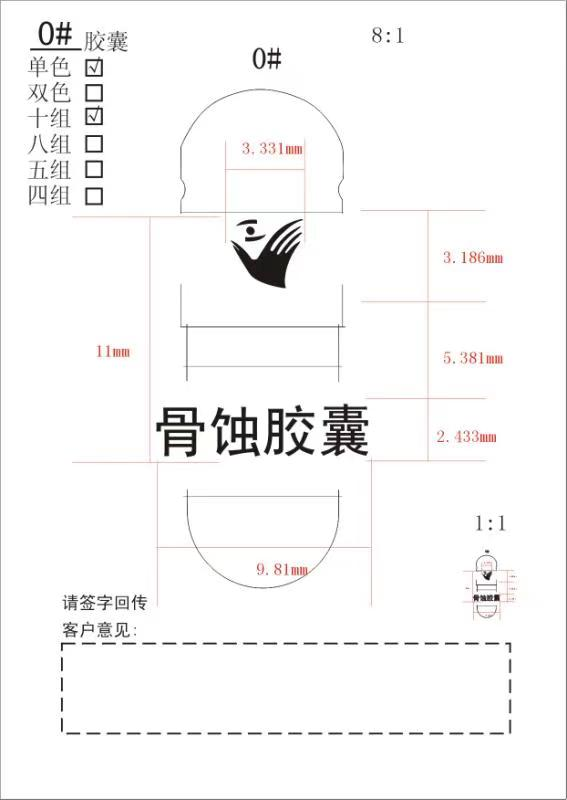 0# 胶囊
单色 ☑
双色 ☐
十组 ☑
八组 ☐
五组 ☐
四组 ☐
0#
8:1
3.331mm
3.186mm
11mm
5.381mm
骨蚀胶囊
2.433mm
9.81mm
1:1
骨蚀胶囊
请签字回传
客户意见: